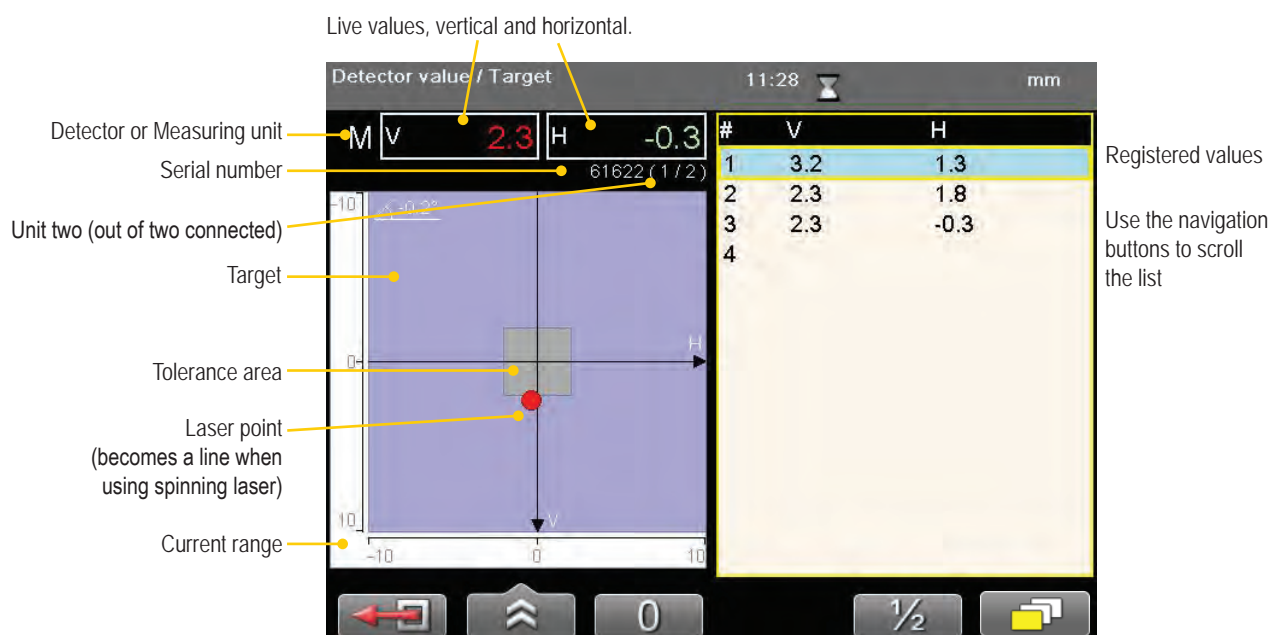 Live values, vertical and horizontal.
Detector value / Target 11:28 mm
Detector or Measuring unit
M V 2.3 H -0.3
Serial number
61622 ( 1 / 2 )
Unit two (out of two connected)
Target
Tolerance area
Laser point
(becomes a line when
using spinning laser)
Current range
-10
0
10
-0.2°
H
V
-10 0 10
# V H
1 3.2 1.3
2 2.3 1.8
3 2.3 -0.3
4
Registered values
Use the navigation
buttons to scroll
the list
0
½